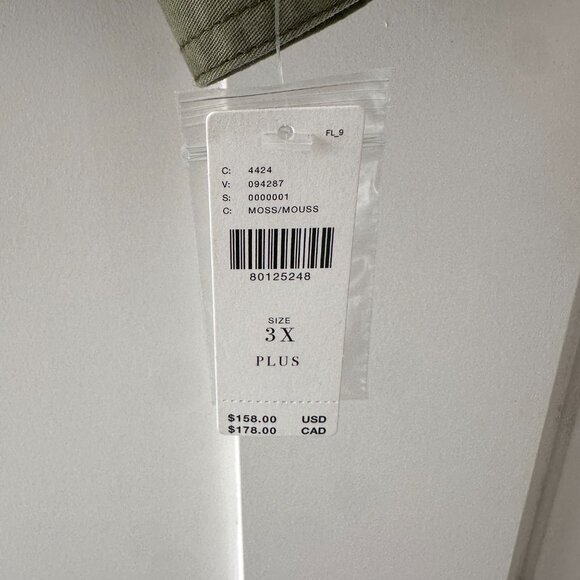 FL_9
C: 4424
V: 094287
S: 0000001
C: MOSS/MOUSS
80125248
SIZE
3X
PLUS
$158.00 USD
$178.00 CAD